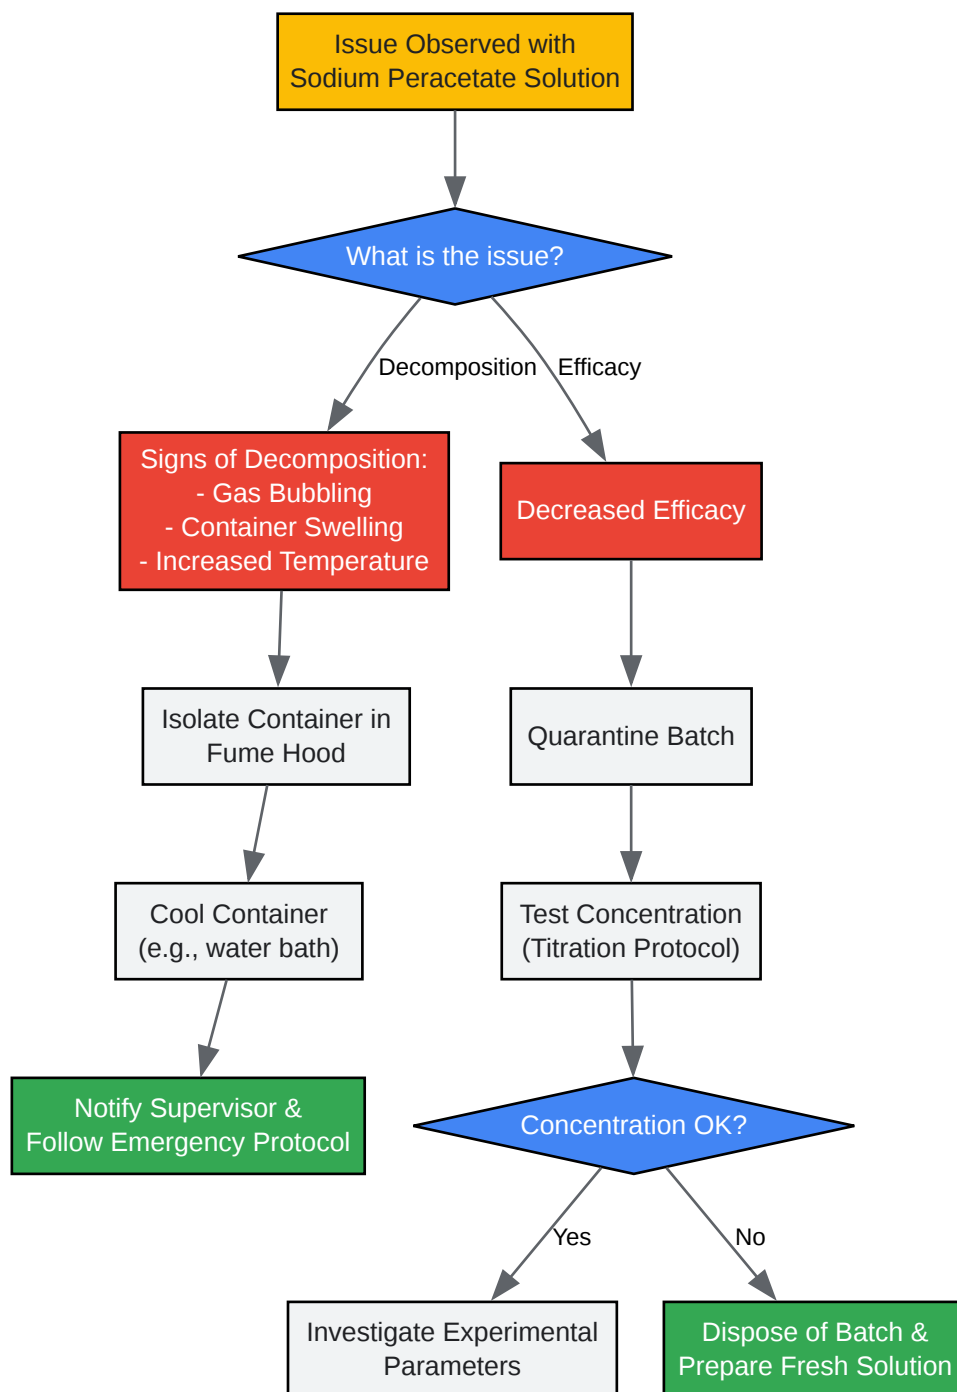 Issue Observed with
Sodium Peracetate Solution
What is the issue?
Decomposition
Efficacy
Signs of Decomposition:
- Gas Bubbling
- Container Swelling
- Increased Temperature
Decreased Efficacy
Isolate Container in
Fume Hood
Quarantine Batch
Cool Container
(e.g., water bath)
Test Concentration
(Titration Protocol)
Notify Supervisor &
Follow Emergency Protocol
Concentration OK?
Yes
No
Investigate Experimental
Parameters
Dispose of Batch &
Prepare Fresh Solution